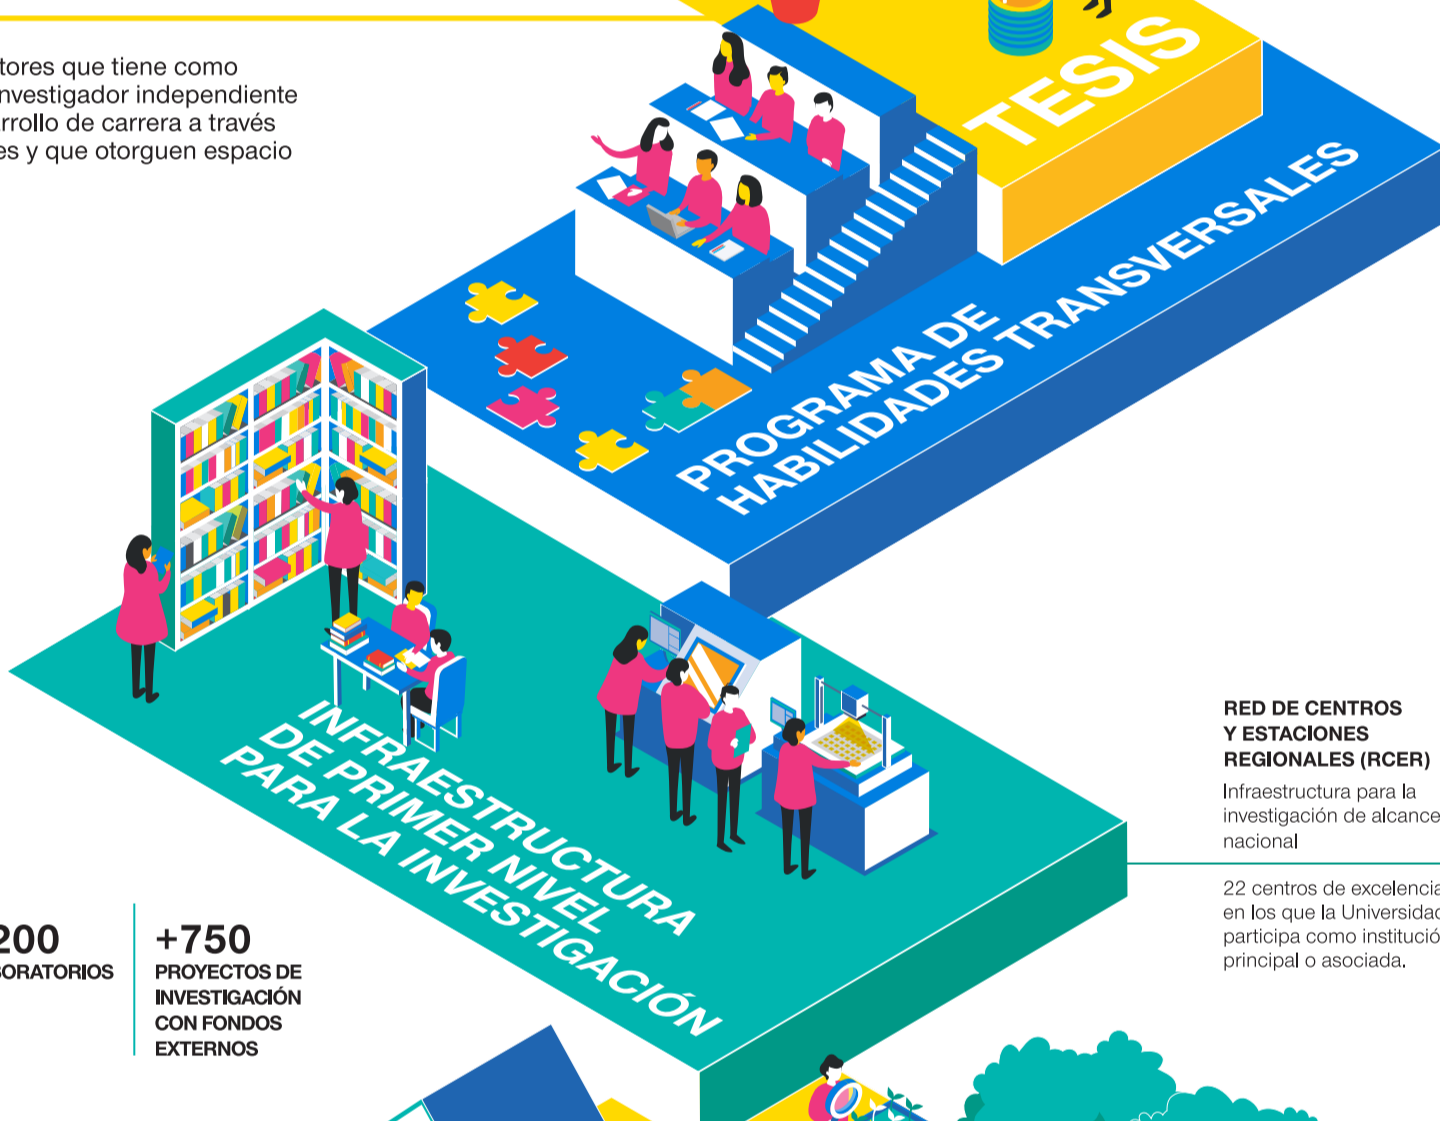 tores que tiene como
nvestigador independiente
rrollo de carrera a través
es y que otorguen espacio
TESIS
PROGRAMA DE
HABILIDADES TRANSVERSALES
INFRAESTRUCTURA
DE PRIMER NIVEL
PARA LA INVESTIGACIÓN
RED DE CENTROS
Y ESTACIONES
REGIONALES (RCER)
Infraestructura para la
investigación de alcance
nacional
22 centros de excelencia
en los que la Universidad
participa como institució
principal o asociada.
200
ORATORIOS
+750
PROYECTOS DE
INVESTIGACIÓN
CON FONDOS
EXTERNOS